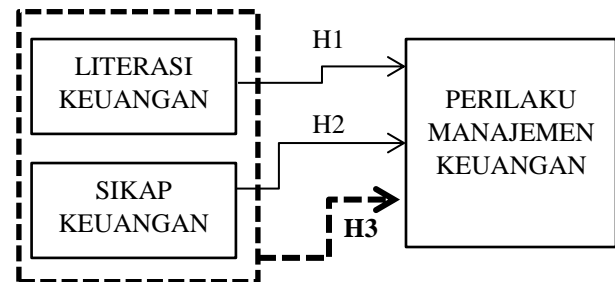 LITERASI
KEUANGAN
H1
H2
SIKAP
KEUANGAN
H3
PERILAKU
MANAJEMEN
KEUANGAN